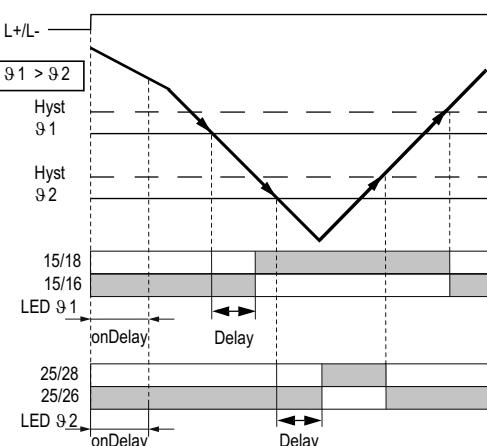 L+/L-
ϑ1 > ϑ2
Hyst
ϑ1
Hyst
ϑ2
15/18
15/16
LED ϑ1
onDelay
Delay
25/28
25/26
LED ϑ2
onDelay
Delay